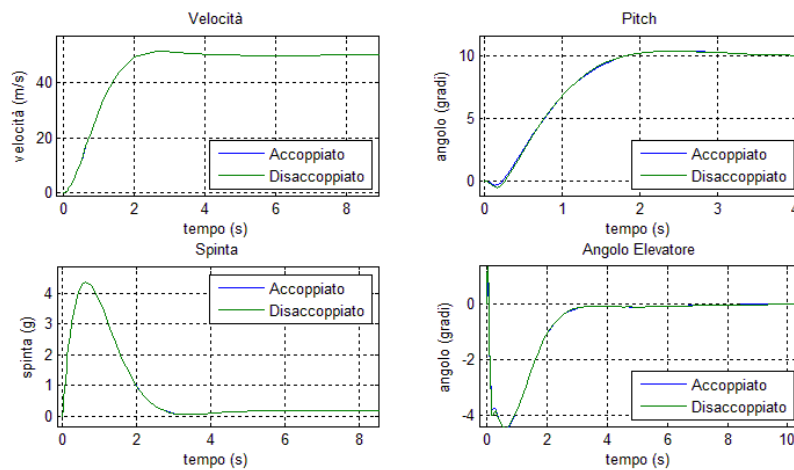 Velocità
velocità (m/s)
40
20
0
Accoppiato
Disaccoppiato
0 2 4 6 8
tempo (s)
Pitch
angolo (gradi)
10
5
0
Accoppiato
Disaccoppiato
0 1 2 3 4
tempo (s)
Spinta
spinta (g)
4
3
2
1
0
Accoppiato
Disaccoppiato
0 2 4 6 8
tempo (s)
Angolo Elevatore
angolo (gradi)
0
-2
-4
Accoppiato
Disaccoppiato
0 2 4 6 8 10
tempo (s)